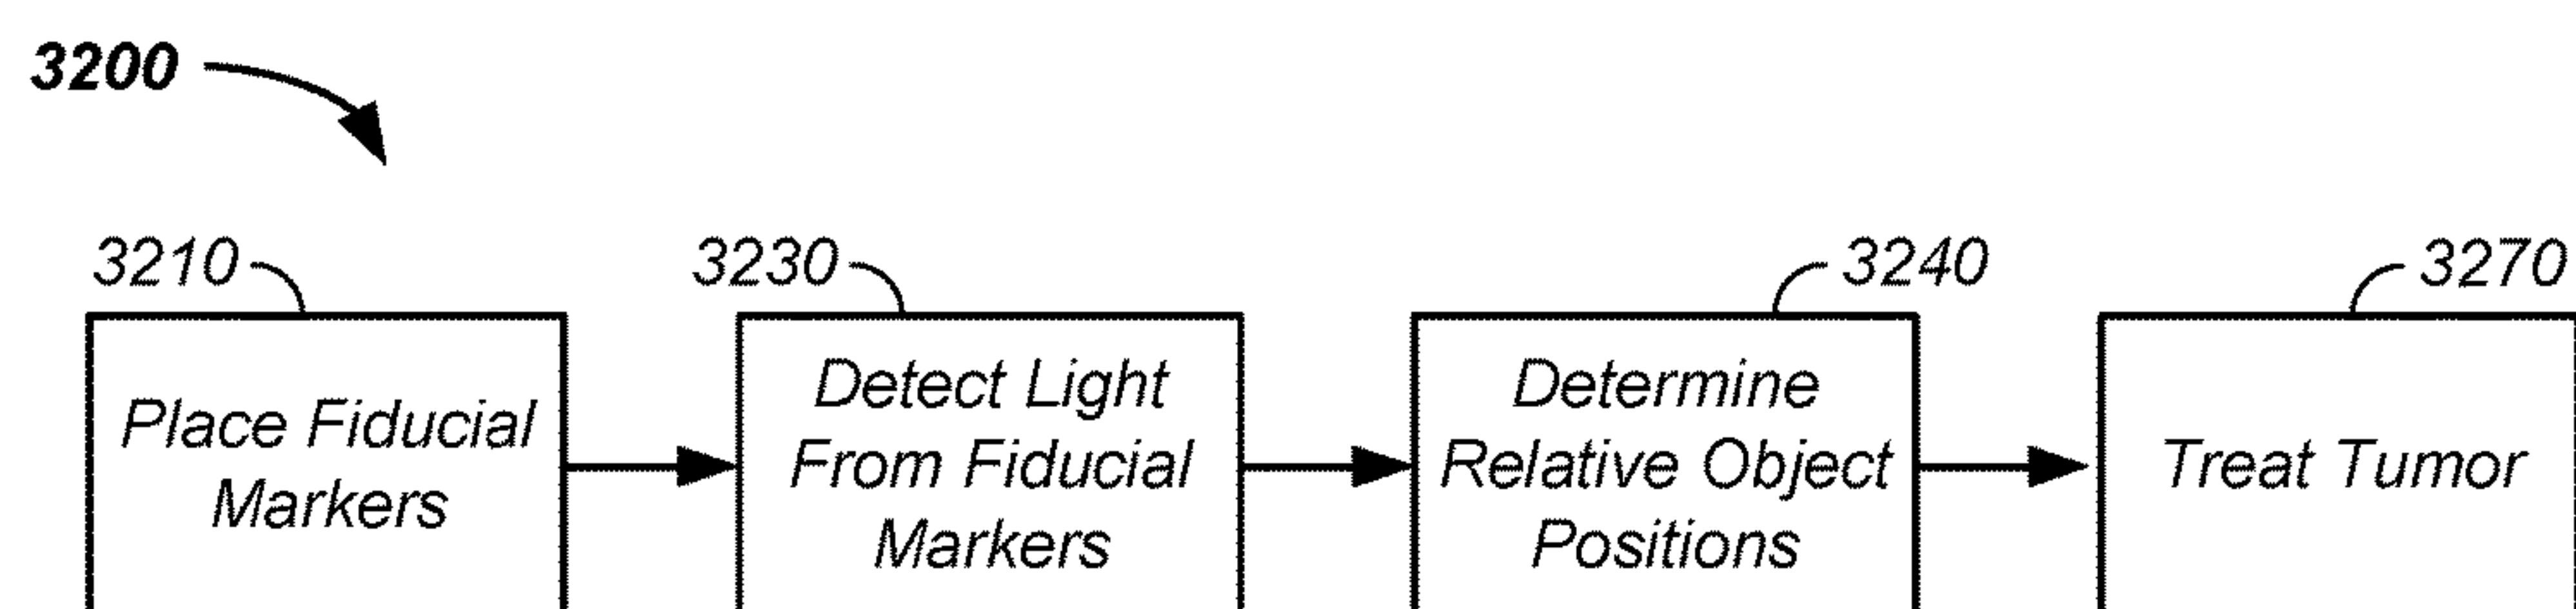 3200
3210
3230
3240
3270
Place Fiducial
Markers
Detect Light
From Fiducial
Markers
Determine
Relative Object
Positions
Treat Tumor